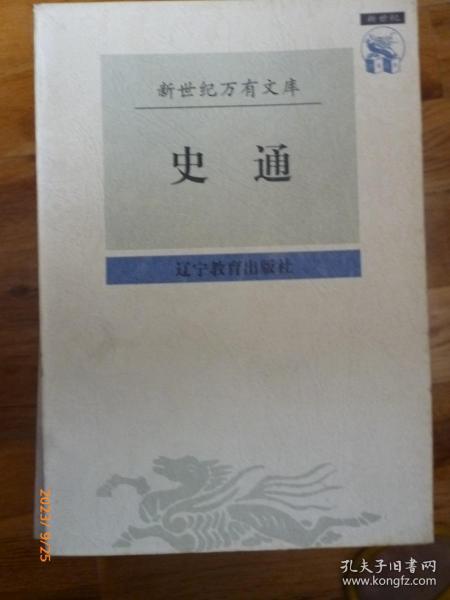 新世纪
新世纪万有文库
史通
辽宁教育出版社
2023/9/25
孔夫子旧书网
www.kongfz.com